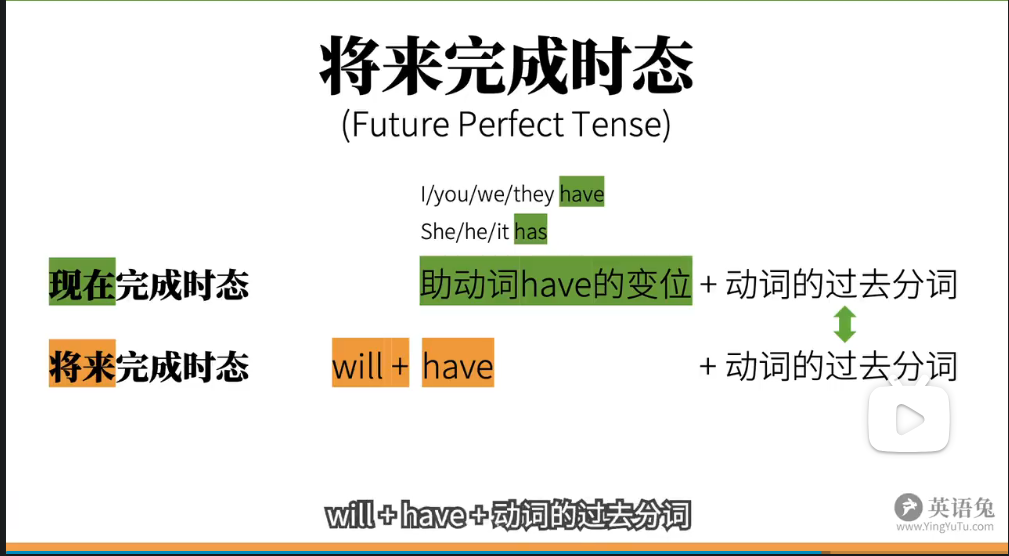 将来完成时态
(Future Perfect Tense)
I/you/we/they have
She/he/it has
现在完成时态 助动词have的变位 + 动词的过去分词
将来完成时态 will + have + 动词的过去分词
will + have + 动词的过去分词
英语兔
www.YingYuTu.com